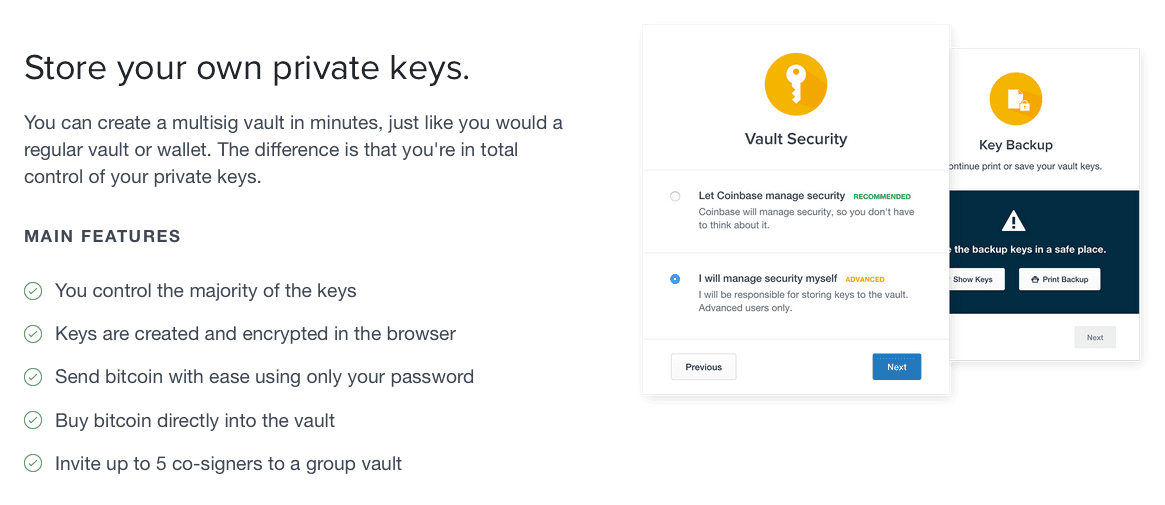 Store your own private keys.
You can create a multisig vault in minutes, just like you would a
regular vault or wallet. The difference is that you're in total
control of your private keys.
MAIN FEATURES
You control the majority of the keys
Keys are created and encrypted in the browser
Send bitcoin with ease using only your password
Buy bitcoin directly into the vault
Invite up to 5 co-signers to a group vault
Vault Security
Let Coinbase manage security RECOMMENDED
Coinbase will manage security, so you don't have
to think about it.
I will manage security myself ADVANCED
I will be responsible for storing keys to the vault.
Advanced users only.
Previous
Next
Key Backup
print or save your vault keys.
the backup keys in a safe place.
Show Keys
Print Backup
Next